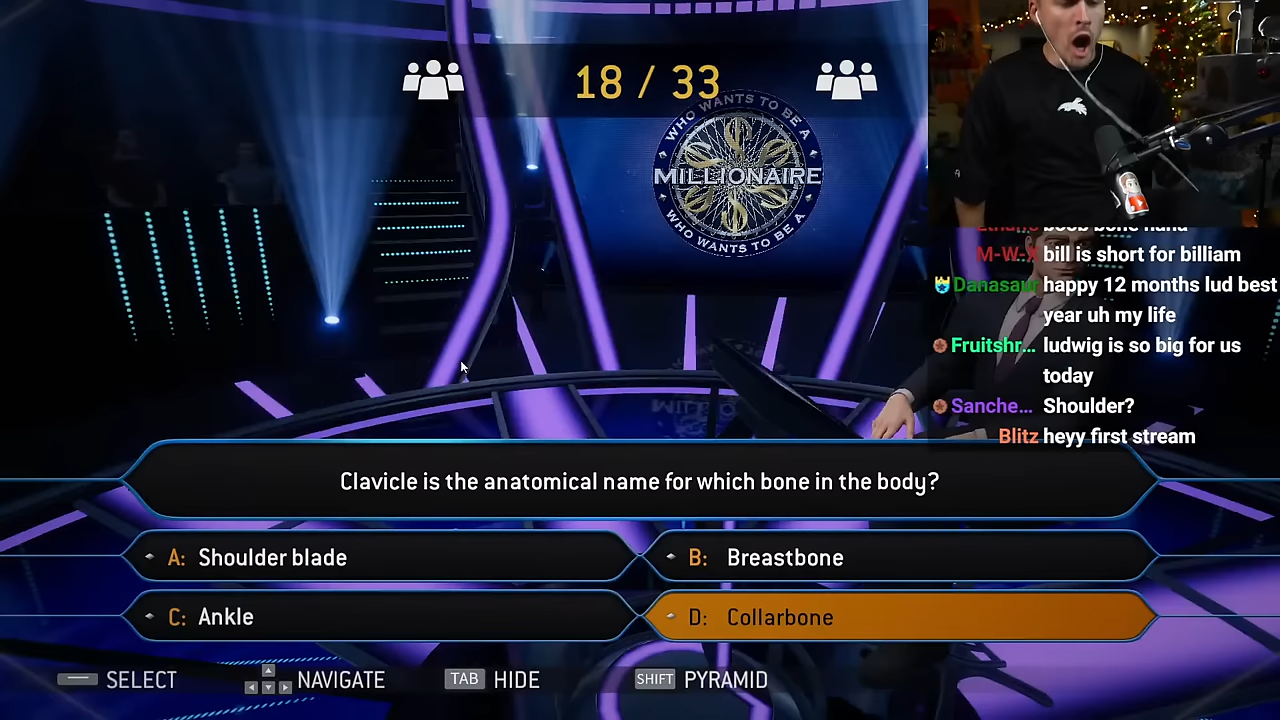 18 / 33
WHO WANTS TO BE A
MILLIONAIRE
WHO WANTS TO BE A
bill is short for billiam
Danasaur happy 12 months lud best
year uh my life
Fruitshr... ludwig is so big for us
today
Sanche... Shoulder?
Blitz heyy first stream
Clavicle is the anatomical name for which bone in the body?
A: Shoulder blade
B: Breastbone
C: Ankle
D: Collarbone
SELECT
NAVIGATE
TAB HIDE
SHIFT PYRAMID